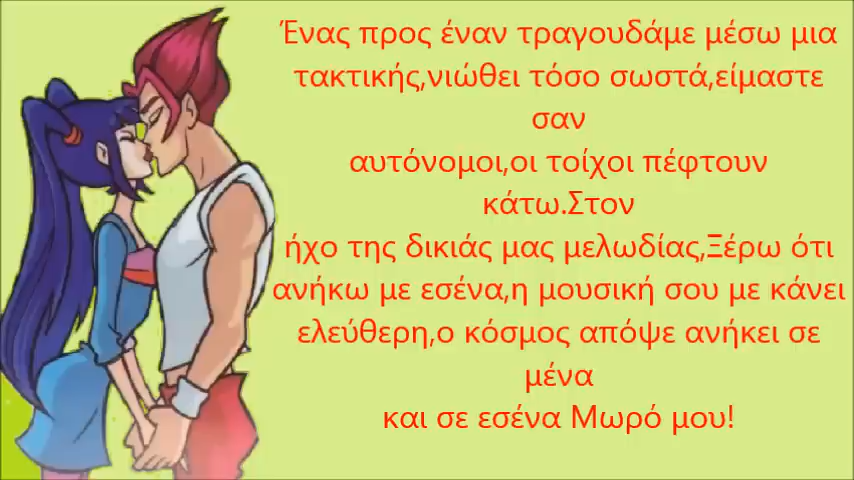 Ένας προς έναν τραγουδάμε μέσω μια
τακτικής,νιώθει τόσο σωστά,είμαστε
σαν
αυτόνομοι,οι τοίχοι πέφτουν
κάτω.Στον
ήχο της δικιάς μας μελωδίας,Ξέρω ότι
ανήκω με εσένα,η μουσική σου με κάνει
ελεύθερη,ο κόσμος απόψε ανήκει σε
μένα
και σε εσένα Μωρό μου!